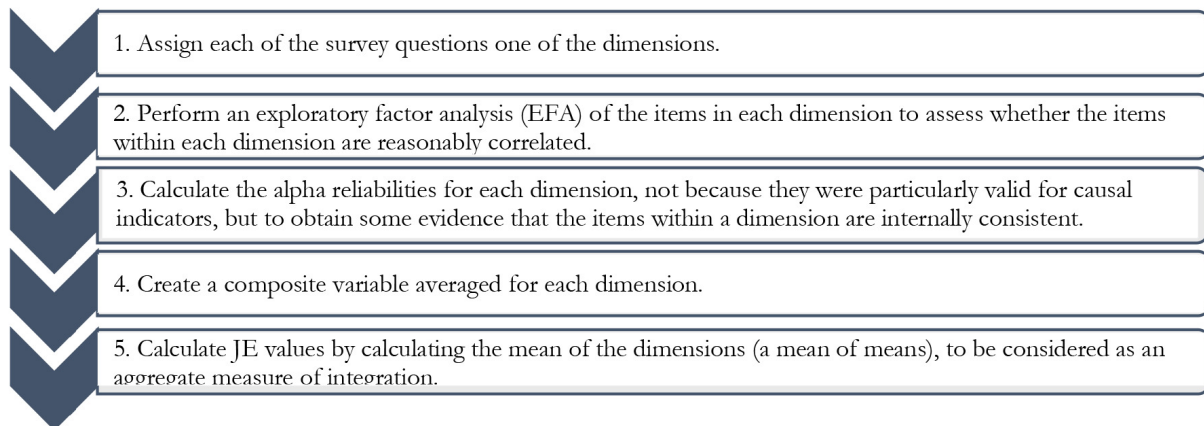 1. Assign each of the survey questions one of the dimensions.
2. Perform an exploratory factor analysis (EFA) of the items in each dimension to assess whether the items
within each dimension are reasonably correlated.
3. Calculate the alpha reliabilities for each dimension, not because they were particularly valid for causal
indicators, but to obtain some evidence that the items within a dimension are internally consistent.
4. Create a composite variable averaged for each dimension.
5. Calculate JE values by calculating the mean of the dimensions (a mean of means), to be considered as an
aggregate measure of integration.